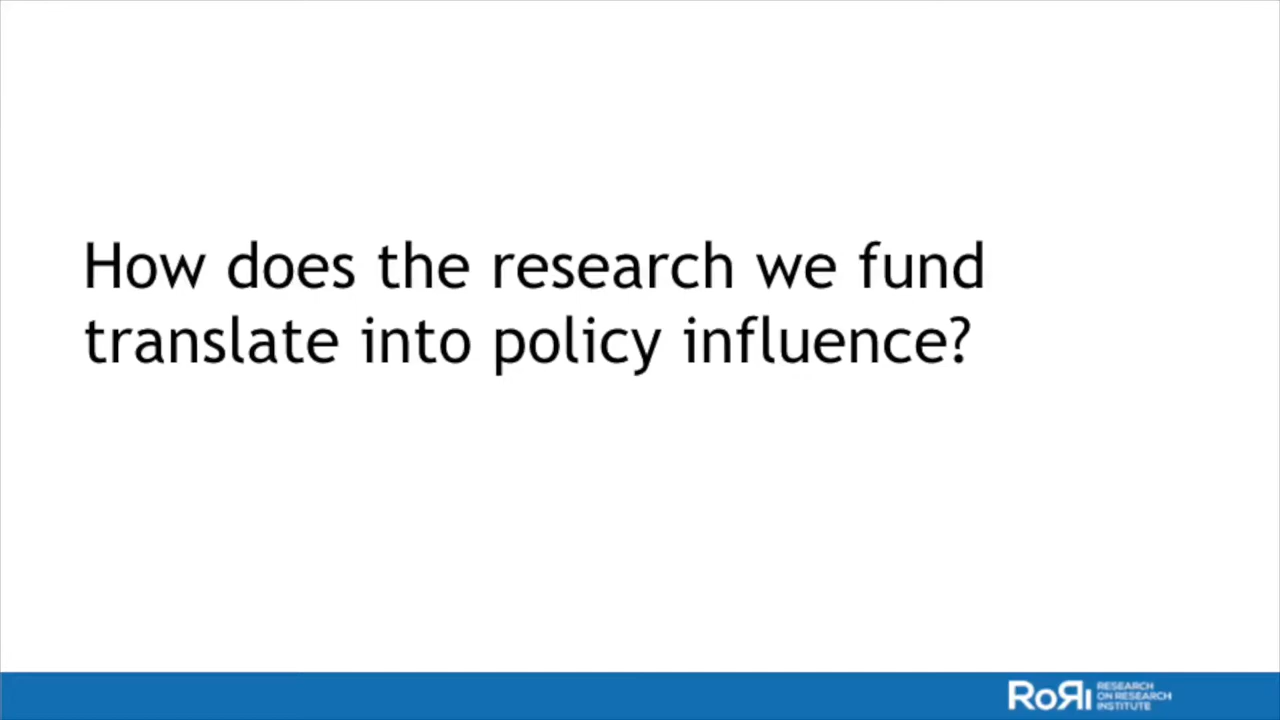 How does the research we fund
translate into policy influence?
RoRI
RESEARCH
ON RESEARCH
INSTITUTE